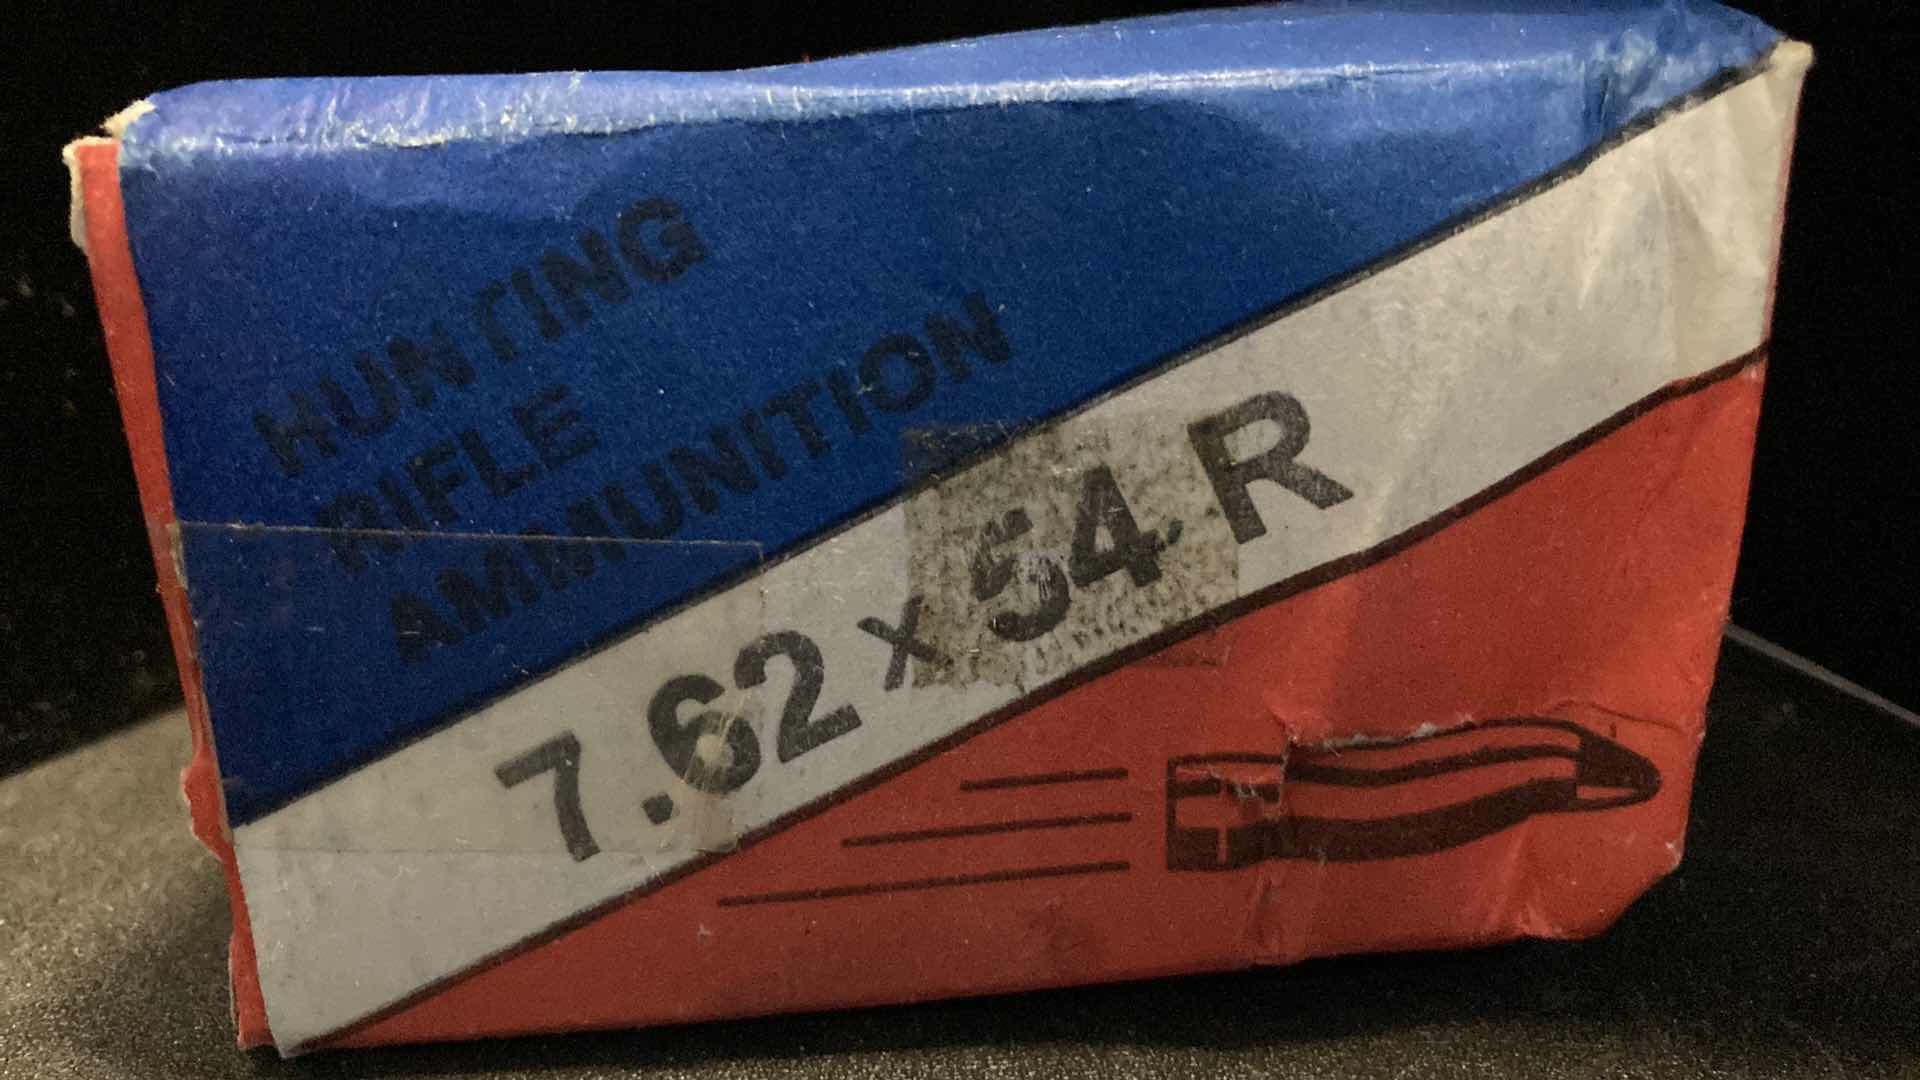 HUNTING
RIFLE
AMMUNITION
7.62 x 54 R